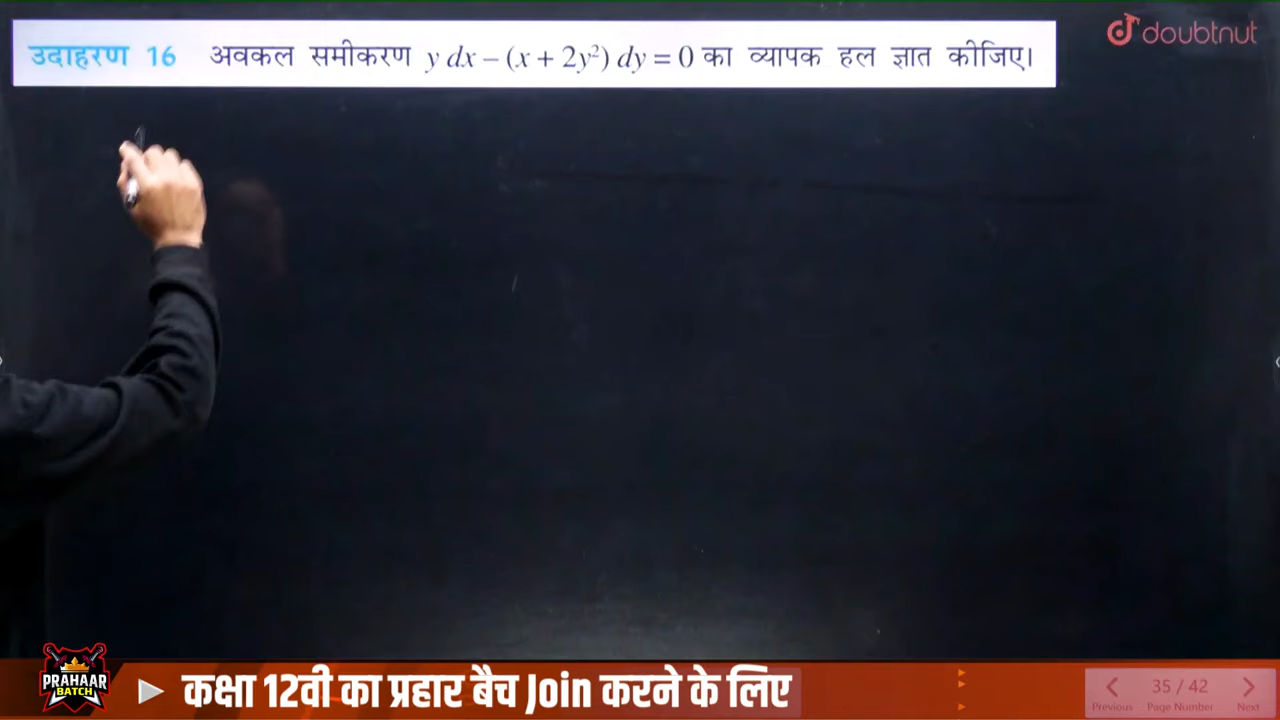 उदाहरण 16 अवकल समीकरण y dx – (x + 2y²) dy = 0 का व्यापक हल ज्ञात कीजिए।
doubtnut
PRAHAAR
BATCH
कक्षा 12वी का प्रहार बैच Join करने के लिए
35 / 42
Previous Page Number Next